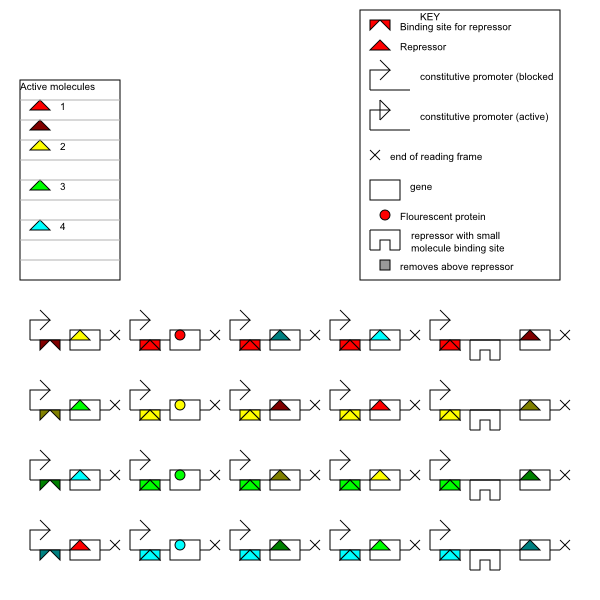 KEY
Binding site for repressor
Repressor
constitutive promoter (blocked
constitutive promoter (active)
end of reading frame
gene
Flourescent protein
repressor with small
molecule binding site
removes above repressor
Active molecules
1
2
3
4